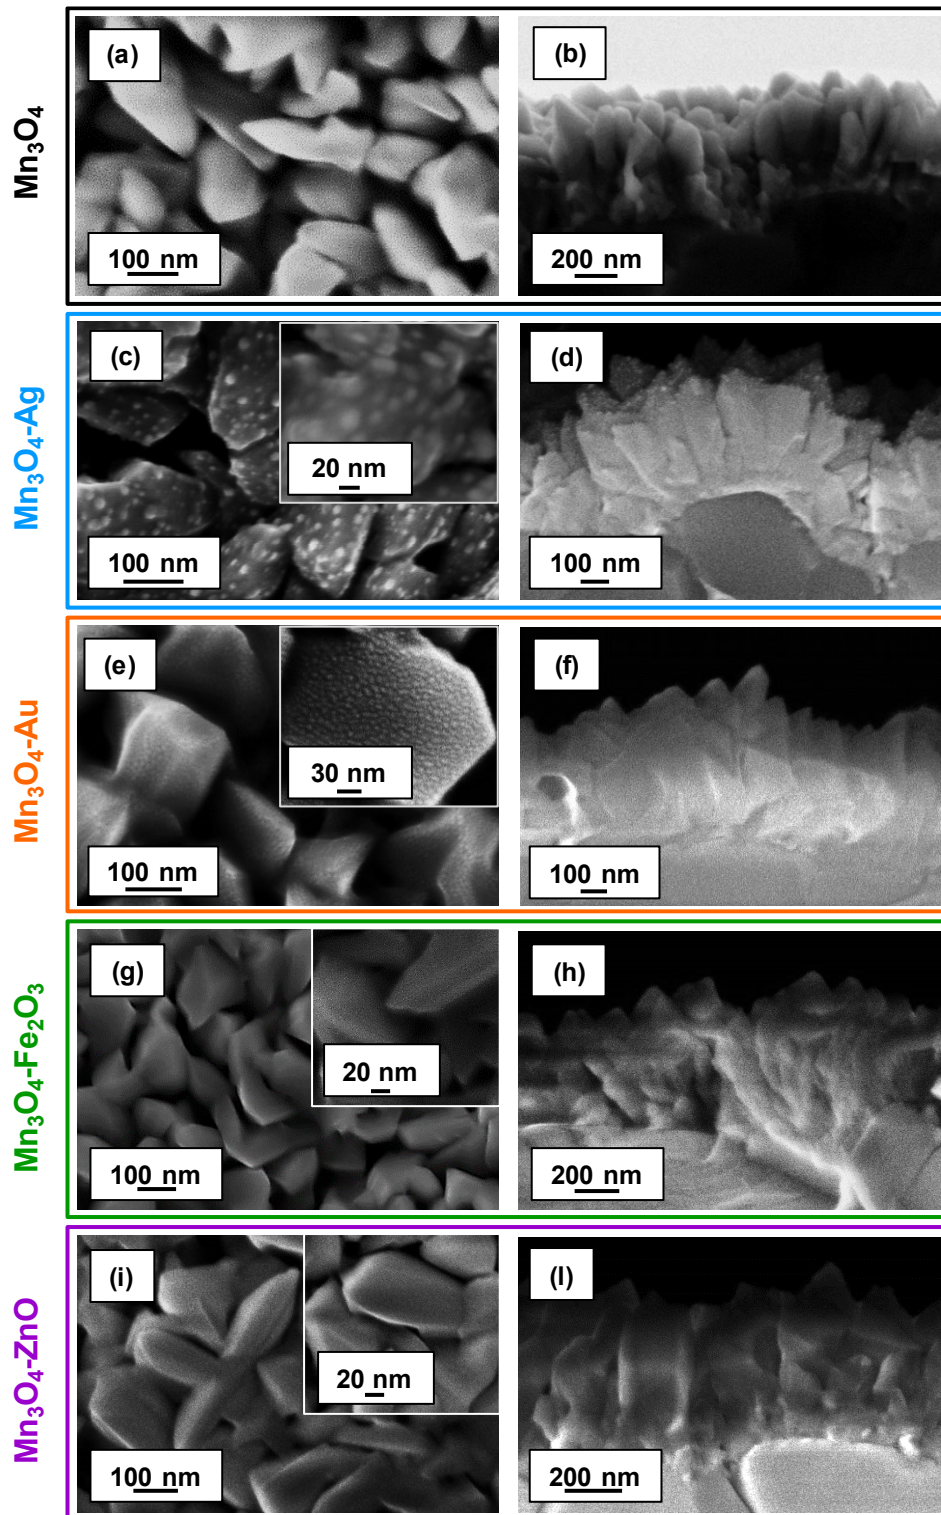 Mn₃O₄
(a)
100 nm
(b)
200 nm
Mn₃O₄-Ag
(c)
20 nm
100 nm
(d)
100 nm
Mn₃O₄-Au
(e)
30 nm
100 nm
(f)
100 nm
Mn₃O₄-Fe₂O₃
(g)
20 nm
100 nm
(h)
200 nm
Mn₃O₄-ZnO
(i)
20 nm
100 nm
(l)
200 nm